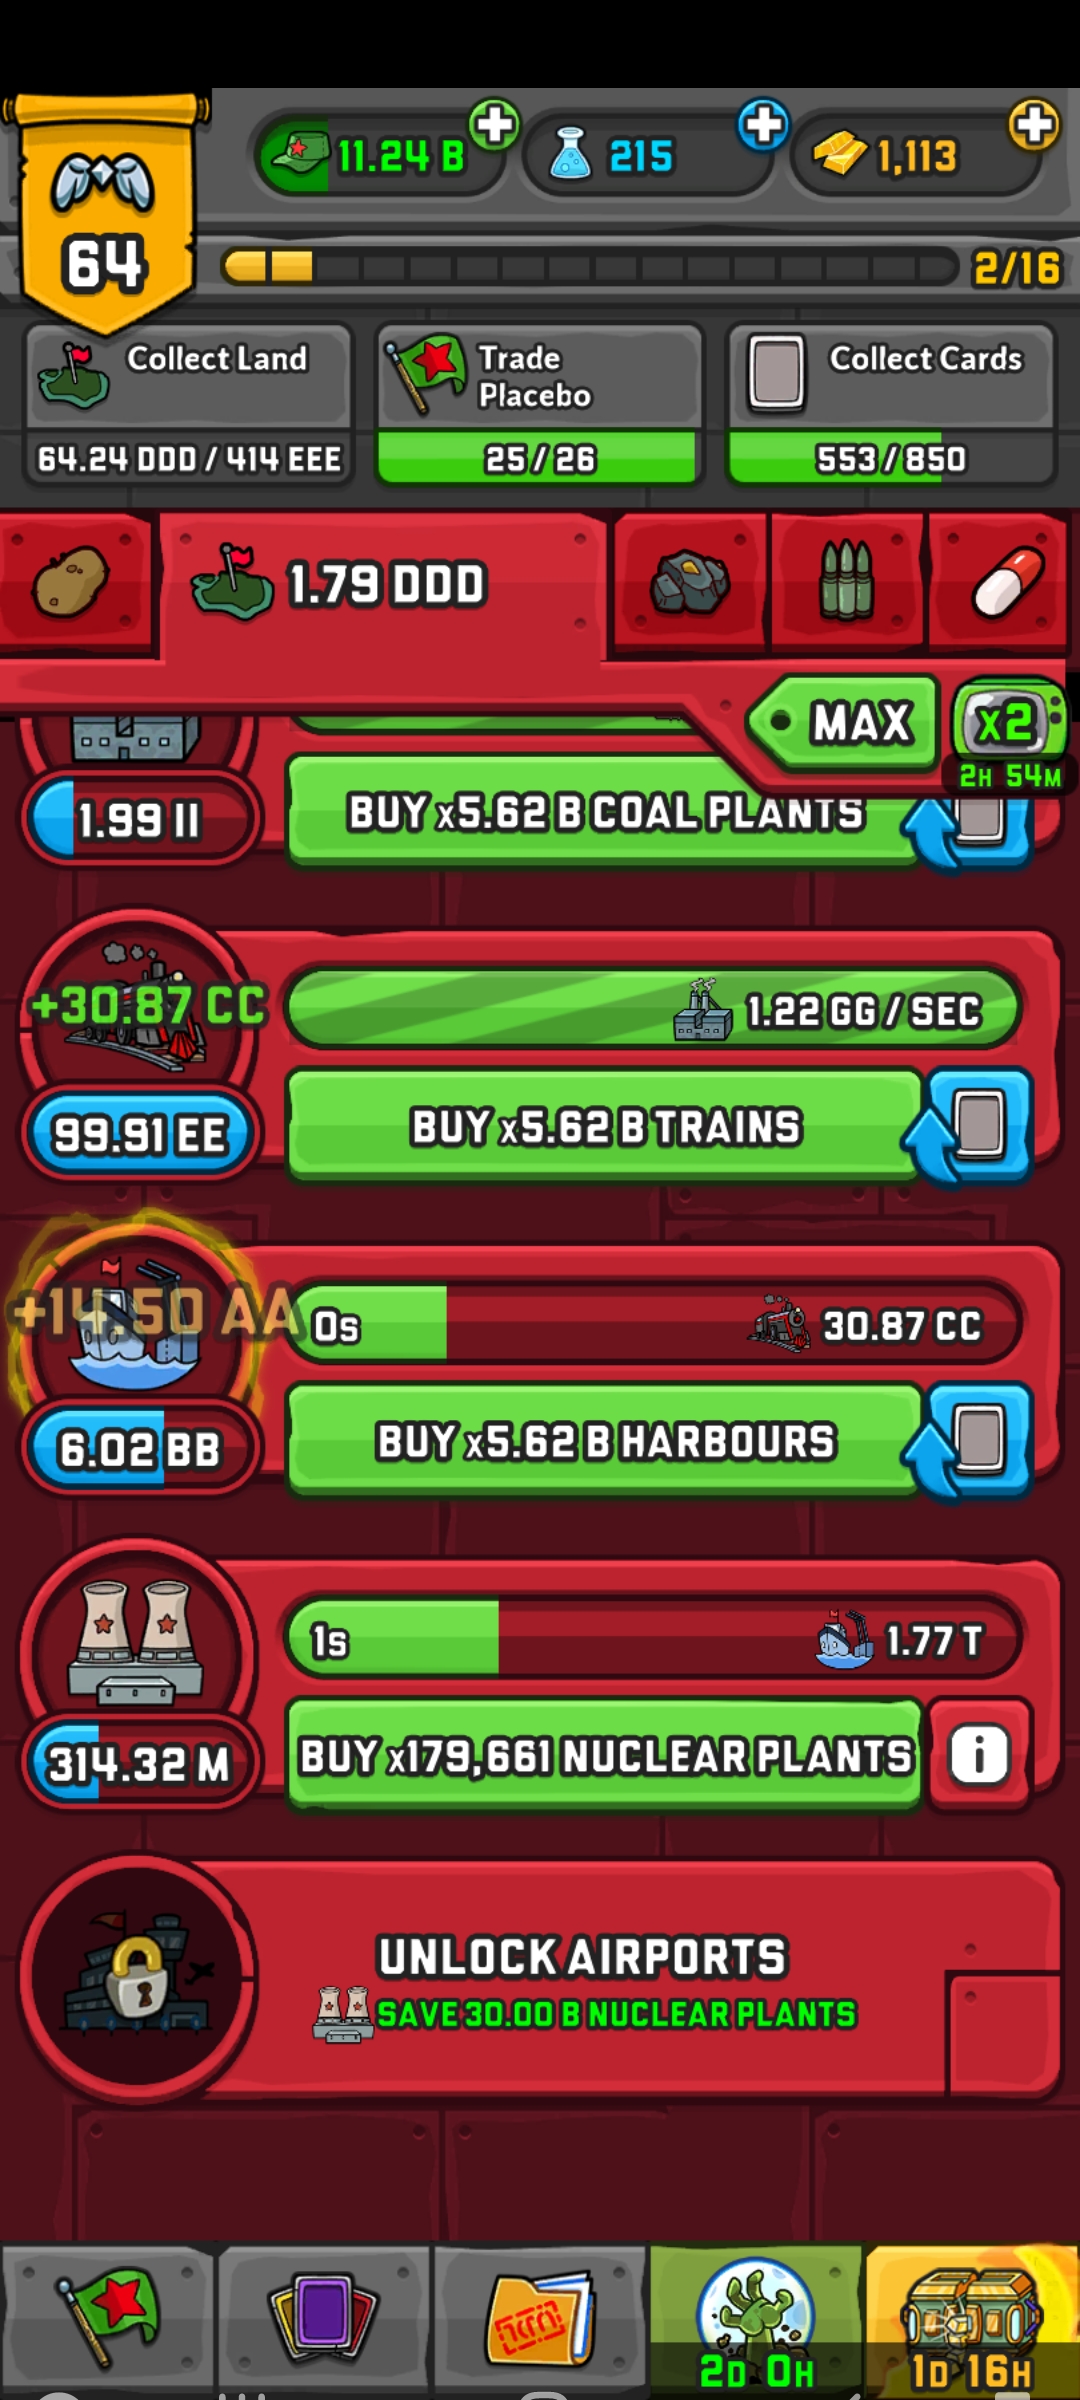 11.24 B
215
1,113
64
2/16
Collect Land
64.24 DDD / 414 EEE
Trade
Placebo
25 / 26
Collect Cards
553 / 850
1.79 DDD
MAX
x2
2H 54M
1.99 II
BUY x5.62 B COAL PLANTS
+30.87 CC
1.22 GG / SEC
99.91 EE
BUY x5.62 B TRAINS
+14.50 AA
0s
30.87 CC
6.02 BB
BUY x5.62 B HARBOURS
1s
1.77 T
314.32 M
BUY x179,661 NUCLEAR PLANTS
i
UNLOCK AIRPORTS
SAVE 30.00 B NUCLEAR PLANTS
2D 0H
1D 16H